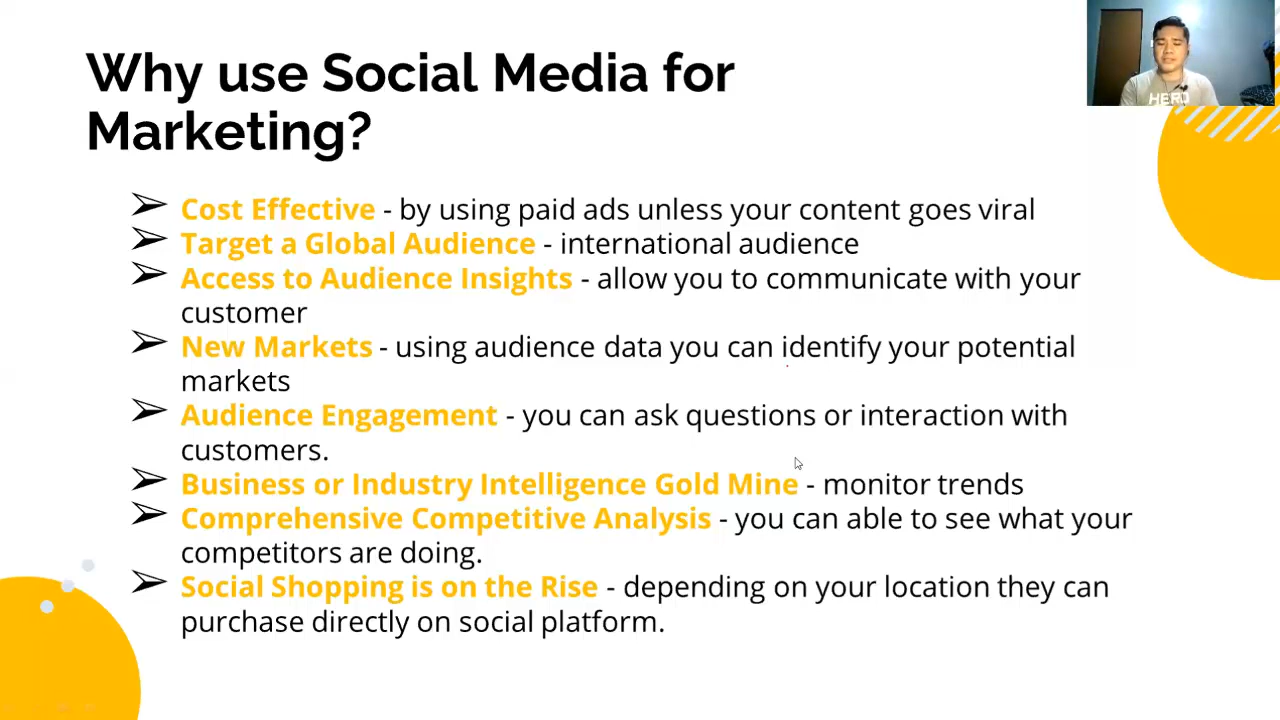 Why use Social Media for
Marketing?
HERO
➢ Cost Effective - by using paid ads unless your content goes viral
➢ Target a Global Audience - international audience
➢ Access to Audience Insights - allow you to communicate with your
customer
➢ New Markets - using audience data you can identify your potential
markets
➢ Audience Engagement - you can ask questions or interaction with
customers.
➢ Business or Industry Intelligence Gold Mine - monitor trends
➢ Comprehensive Competitive Analysis - you can able to see what your
competitors are doing.
➢ Social Shopping is on the Rise - depending on your location they can
purchase directly on social platform.